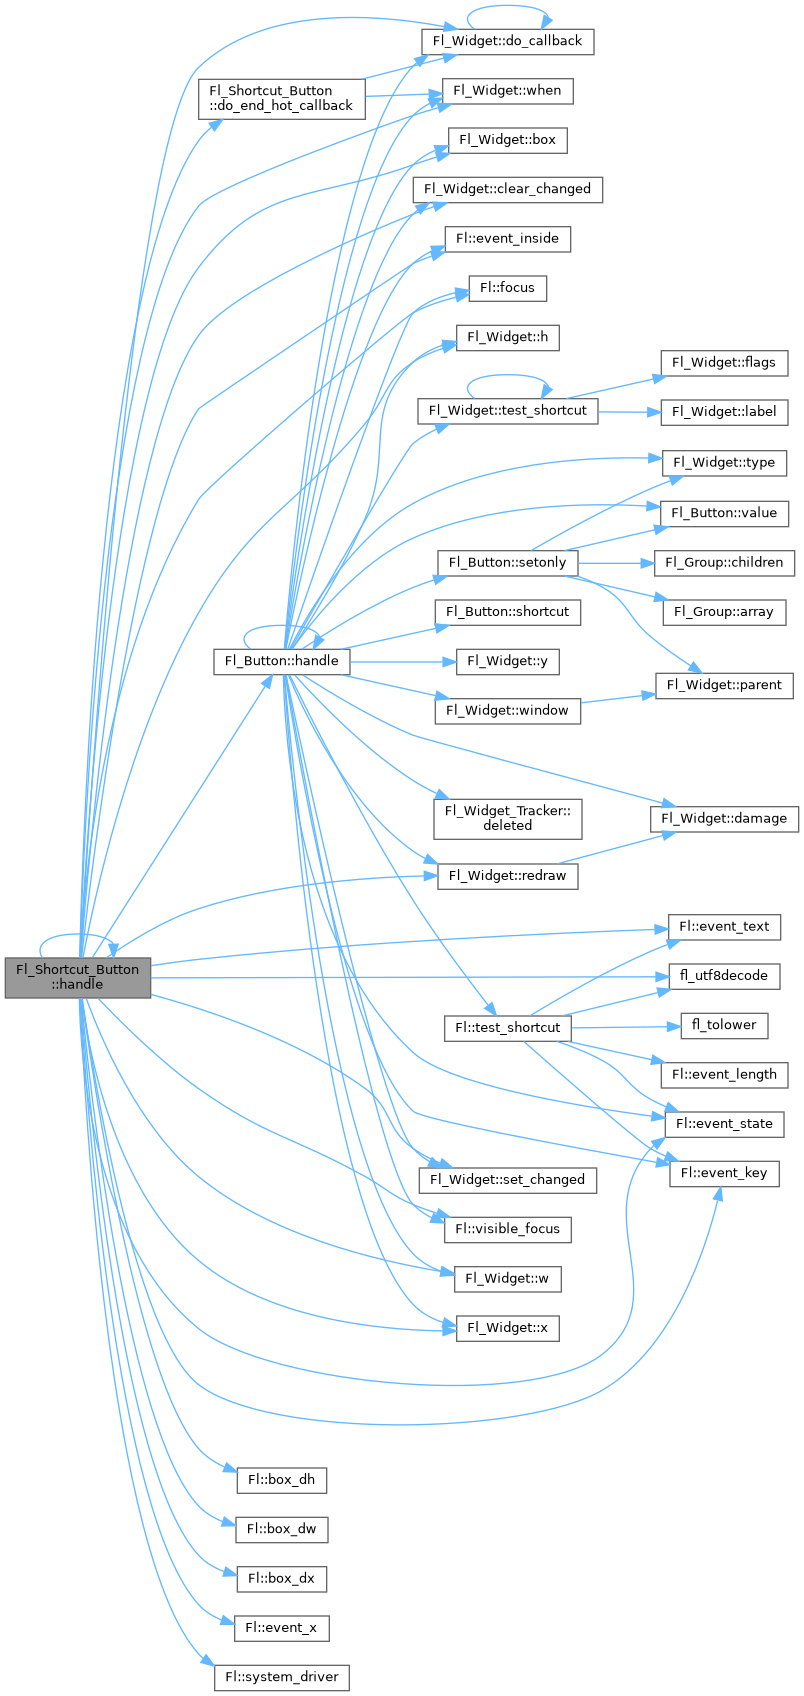 Fl_Widget::do_callback
Fl_Shortcut_Button
::do_end_hot_callback
Fl_Widget::when
Fl_Widget::box
Fl_Widget::clear_changed
Fl::event_inside
Fl::focus
Fl_Widget::h
Fl_Widget::flags
Fl_Widget::test_shortcut
Fl_Widget::label
Fl_Widget::type
Fl_Button::value
Fl_Button::setonly
Fl_Group::children
Fl_Button::shortcut
Fl_Group::array
Fl_Button::handle
Fl_Widget::y
Fl_Widget::parent
Fl_Widget::window
Fl_Widget_Tracker::
deleted
Fl_Widget::damage
Fl_Widget::redraw
Fl::event_text
Fl_Shortcut_Button
::handle
fl_utf8decode
Fl::test_shortcut
fl_tolower
Fl::event_length
Fl::event_state
Fl_Widget::set_changed
Fl::event_key
Fl::visible_focus
Fl_Widget::w
Fl_Widget::x
Fl::box_dh
Fl::box_dw
Fl::box_dx
Fl::event_x
Fl::system_driver